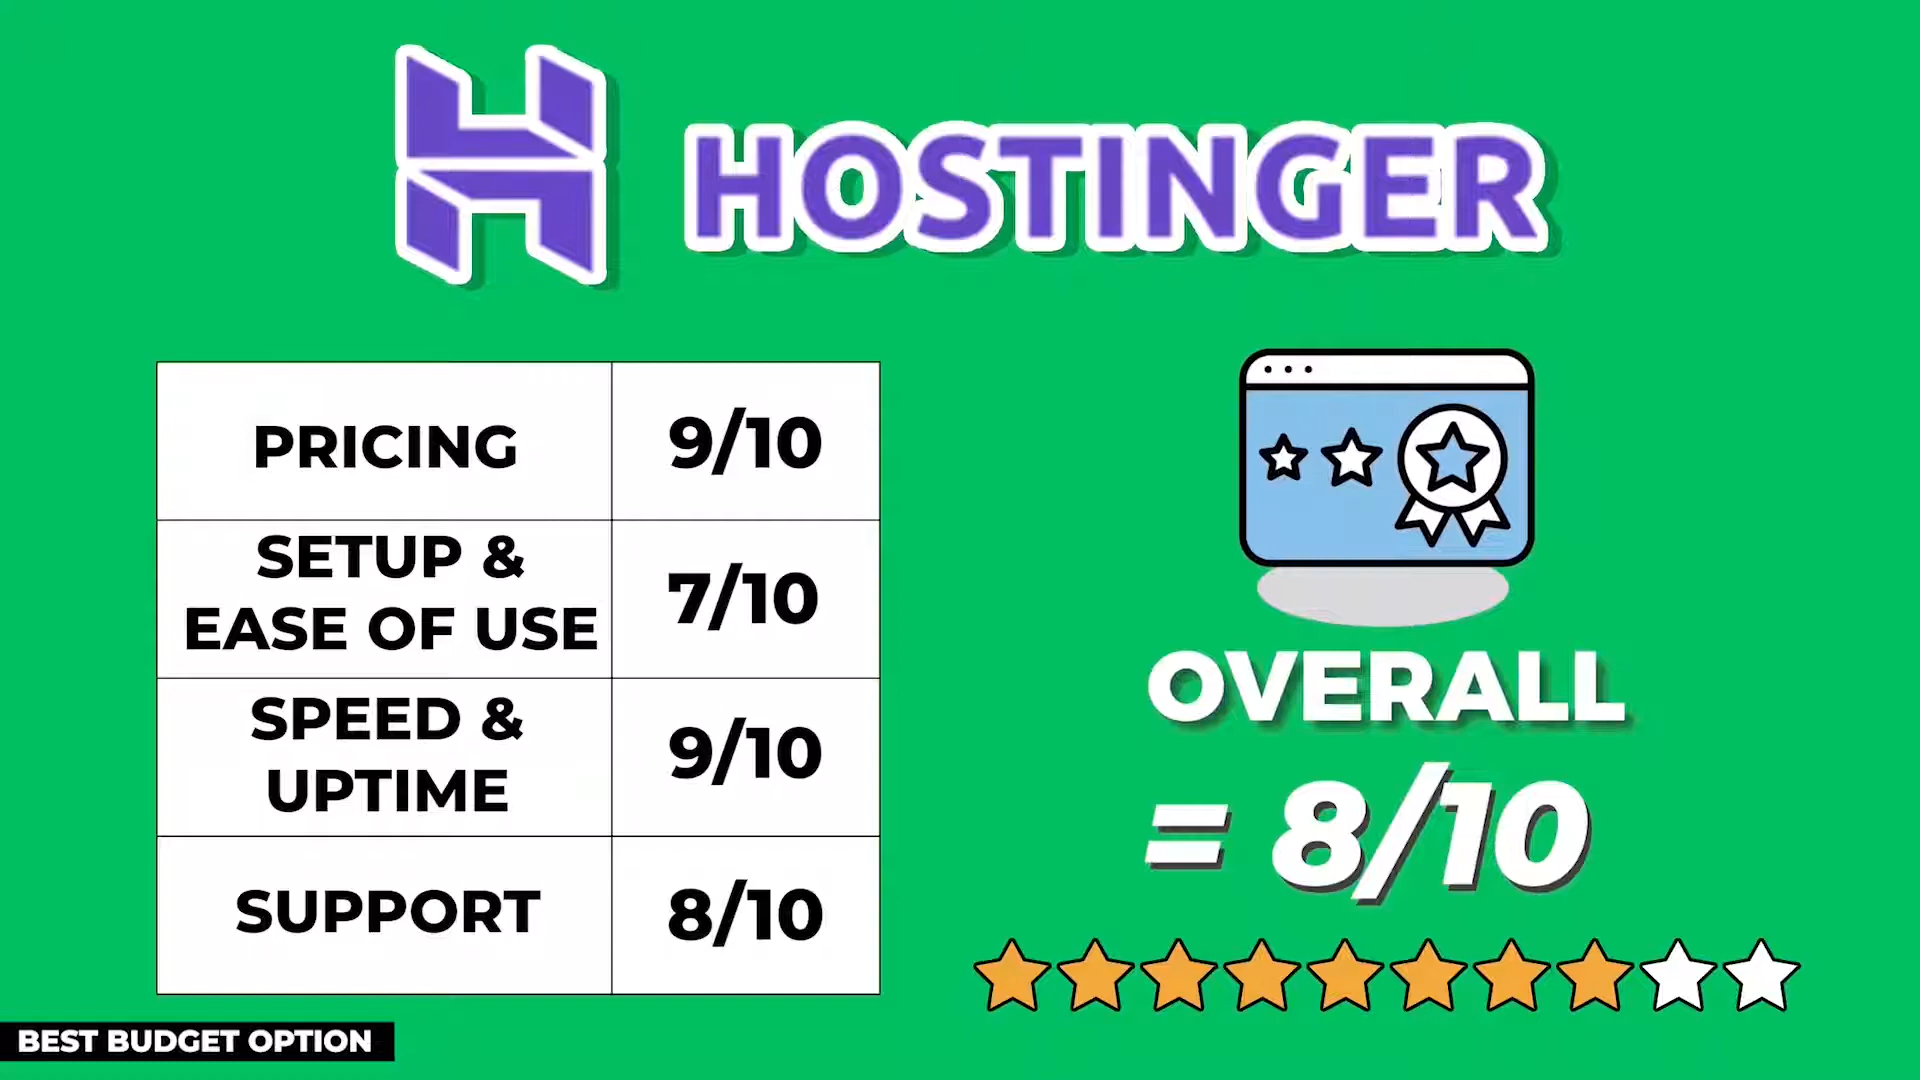 HOSTINGER
PRICING 9/10
SETUP &
EASE OF USE 7/10
SPEED &
UPTIME 9/10
SUPPORT 8/10
OVERALL
= 8/10
BEST BUDGET OPTION